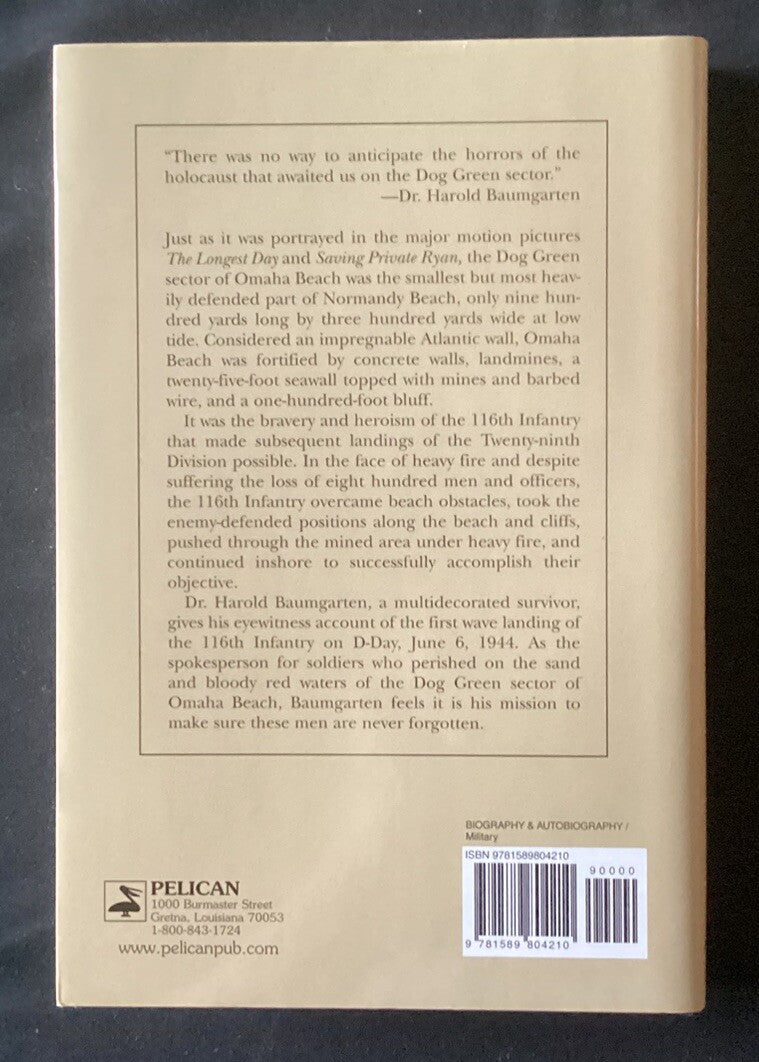 “There was no way to anticipate the horrors of the
holocaust that awaited us on the Dog Green sector.”
—Dr. Harold Baumgarten
Just as it was portrayed in the major motion pictures
The Longest Day and Saving Private Ryan, the Dog Green
sector of Omaha Beach was the smallest but most heav-
ily defended part of Normandy Beach, only nine hun-
dred yards long by three hundred yards wide at low
tide. Considered an impregnable Atlantic wall, Omaha
Beach was fortified by concrete walls, landmines, a
twenty-five-foot seawall topped with mines and barbed
wire, and a one-hundred-foot bluff.
It was the bravery and heroism of the 116th Infantry
that made subsequent landings of the Twenty-ninth
Division possible. In the face of heavy fire and despite
suffering the loss of eight hundred men and officers,
the 116th Infantry overcame beach obstacles, took the
enemy-defended positions along the beach and cliffs,
pushed through the mined area under heavy fire, and
continued inshore to successfully accomplish their
objective.
Dr. Harold Baumgarten, a multidecorated survivor,
gives his eyewitness account of the first wave landing of
the 116th Infantry on D-Day, June 6, 1944. As the
spokesperson for soldiers who perished on the sand
and bloody red waters of the Dog Green sector of
Omaha Beach, Baumgarten feels it is his mission to
make sure these men are never forgotten.
BIOGRAPHY & AUTOBIOGRAPHY /
Military
ISBN 9781589804210
90000
9 781589 804210
PELICAN
1000 Burmaster Street
Gretna, Louisiana 70053
1-800-843-1724
www.pelicanpub.com